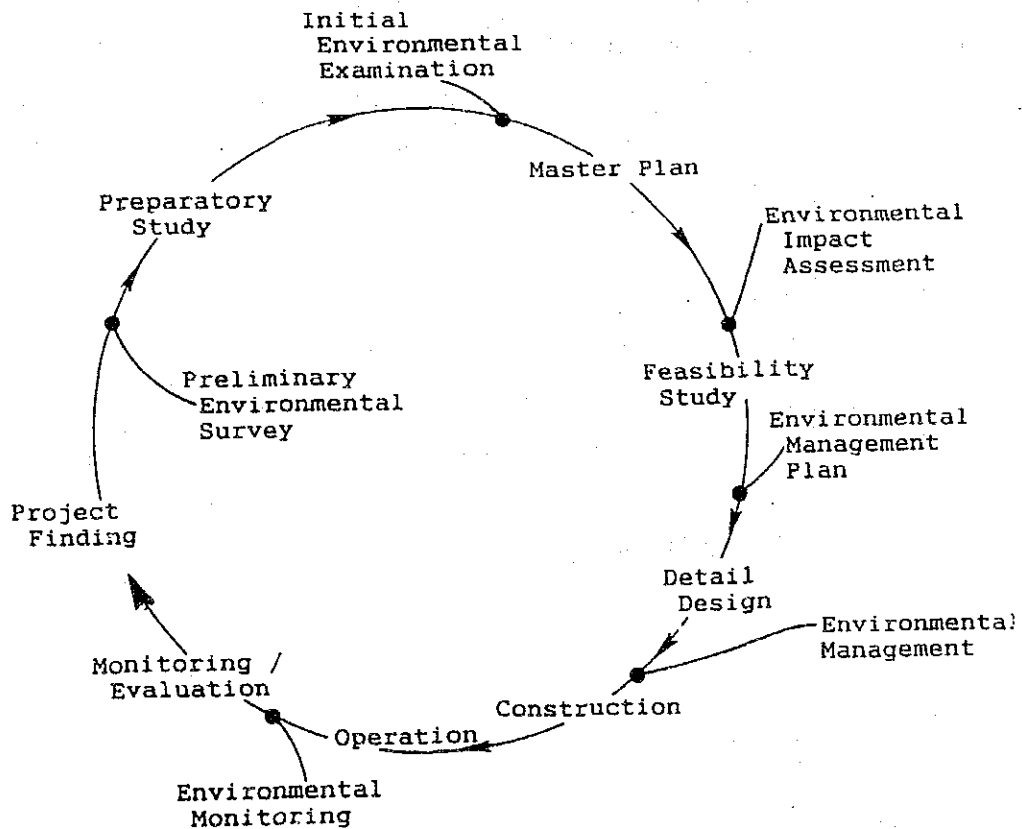 Initial
Environmental
Examination
Master Plan
Preparatory
Study
Environmental
Impact
Assessment
Preliminary
Environmental
Survey
Feasibility
Study
Environmental
Management
Plan
Project
Finding
Detail
Design
Environmental
Management
Monitoring /
Evaluation
Construction
Operation
Environmental
Monitoring